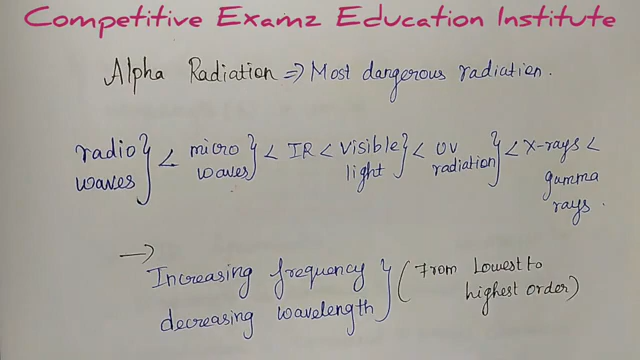 Competitive Examz Education Institute
Alpha Radiation ⇒ Most dangerous radiation.
radio waves } < micro waves } < IR < visible light } < UV radiation } < X-rays < gamma rays.
→ Increasing frequency decreasing wavelength } (From Lowest to highest order)